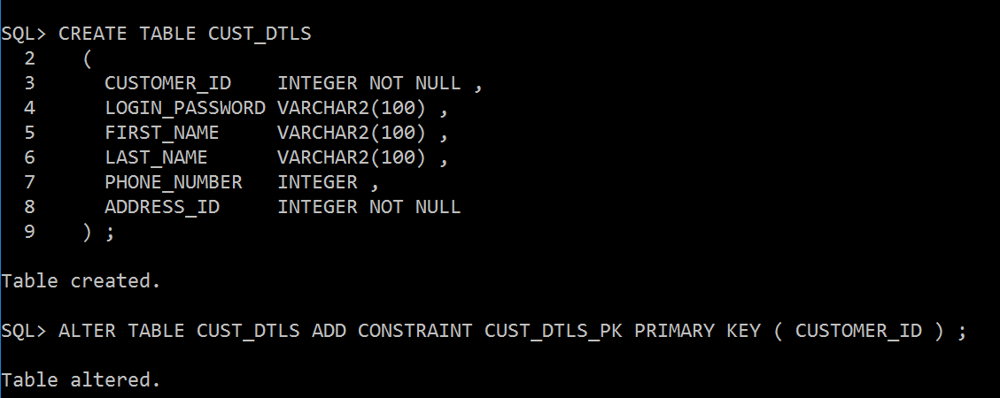 SQL> CREATE TABLE CUST_DTLS
2 (
3 CUSTOMER_ID INTEGER NOT NULL ,
4 LOGIN_PASSWORD VARCHAR2(100) ,
5 FIRST_NAME VARCHAR2(100) ,
6 LAST_NAME VARCHAR2(100) ,
7 PHONE_NUMBER INTEGER ,
8 ADDRESS_ID INTEGER NOT NULL
9 ) ;
Table created.
SQL> ALTER TABLE CUST_DTLS ADD CONSTRAINT CUST_DTLS_PK PRIMARY KEY ( CUSTOMER_ID ) ;
Table altered.